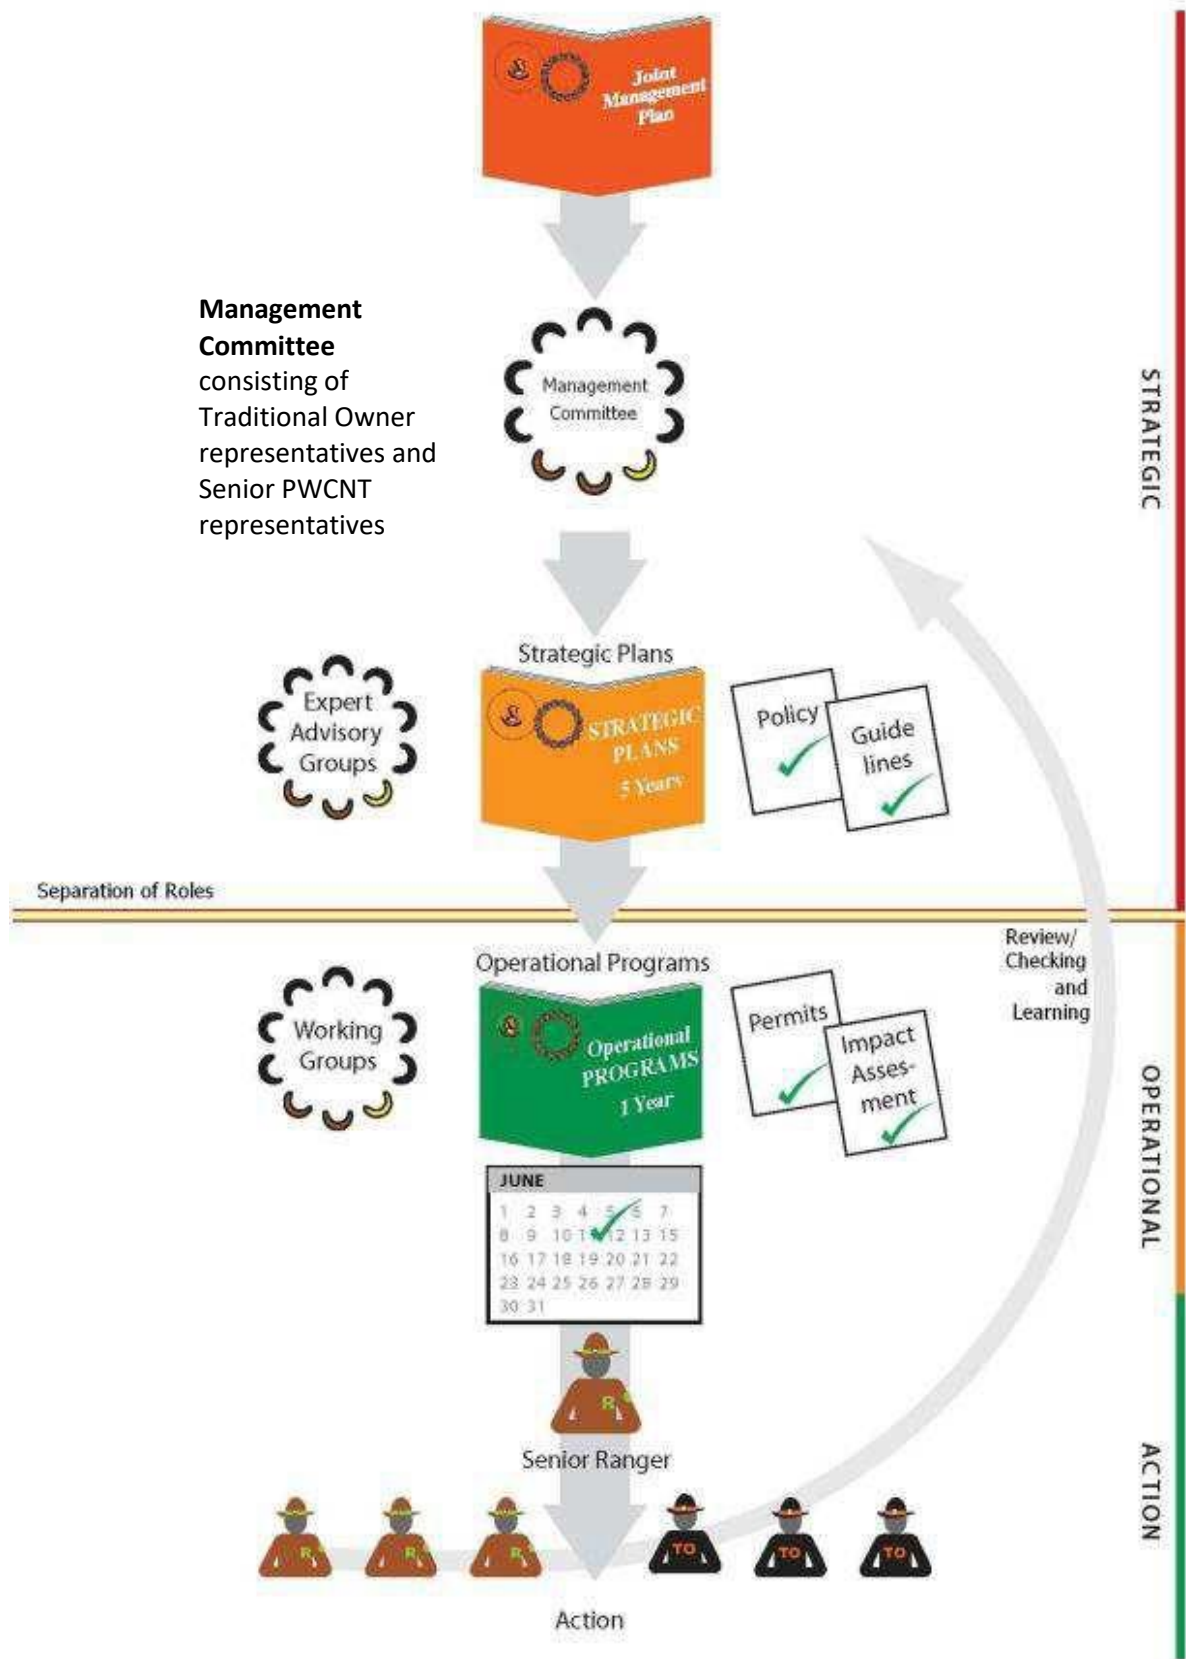 Joint
Management
Plan
Management
Committee
consisting of
Traditional Owner
representatives and
Senior PWCNT
representatives
Management
Committee
STRATEGIC
Strategic Plans
Expert
Advisory
Groups
STRATEGIC
PLANS
5 Years
Policy
Guide
lines
Separation of Roles
Review/
Checking
and
Learning
Operational Programs
Working
Groups
Operational
PROGRAMS
1 Year
Permits
Impact
Asses-
ment
OPERATIONAL
JUNE
1 2 3 4 5 6 7
8 9 10 11 12 13 15
16 17 18 19 20 21 22
23 24 25 26 27 28 29
30 31
R
Senior Ranger
R R R TO TO TO
ACTION
Action